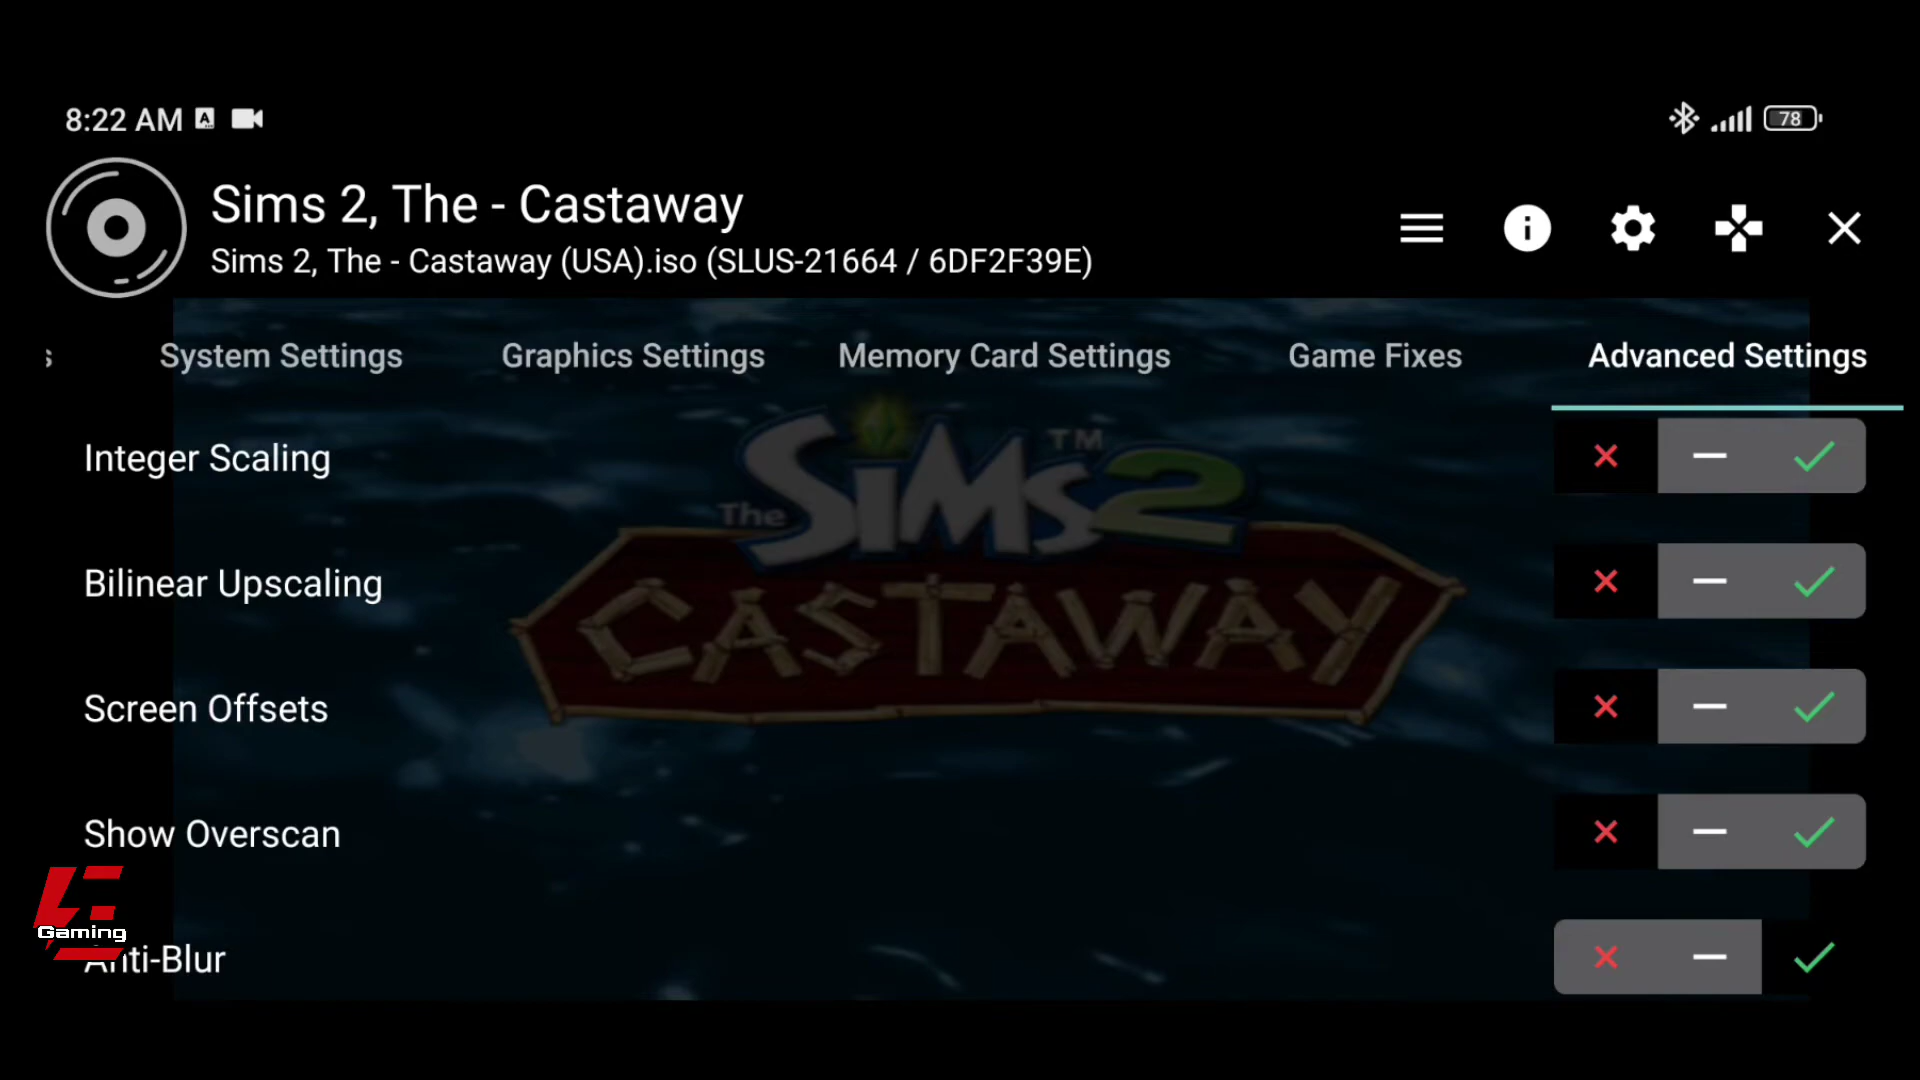 8:22 AM
78
Sims 2, The - Castaway
Sims 2, The - Castaway (USA).iso (SLUS-21664 / 6DF2F39E)
s System Settings Graphics Settings Memory Card Settings Game Fixes Advanced Settings
The SiMs 2 TM
CASTAWAY
Integer Scaling
Bilinear Upscaling
Screen Offsets
Show Overscan
Gaming
Anti-Blur